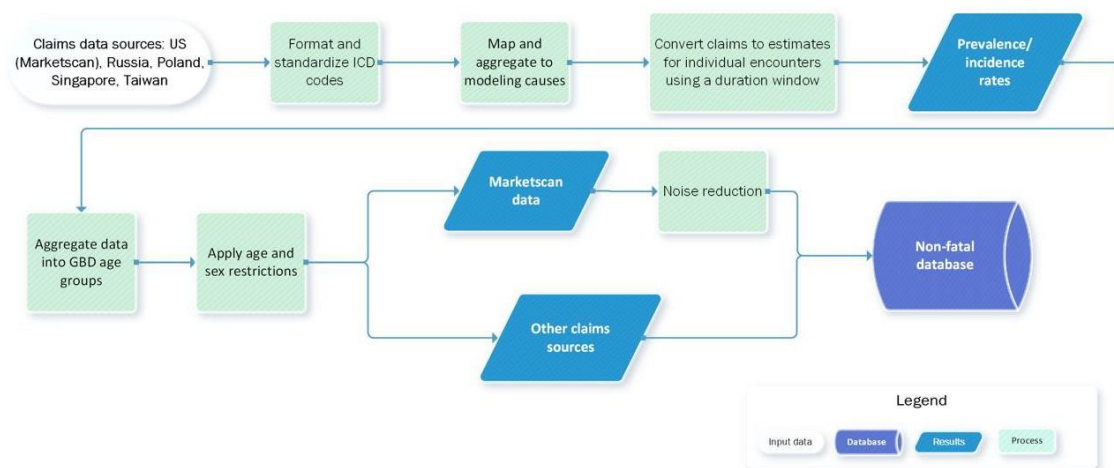 Claims data sources: US
(Marketscan), Russia, Poland,
Singapore, Taiwan
Format and
standardize ICD
codes
Map and
aggregate to
modeling causes
Convert claims to estimates
for individual encounters
using a duration window
Prevalence/
incidence
rates
Aggregate data
into GBD age
groups
Apply age and
sex restrictions
Marketscan
data
Noise reduction
Other claims
sources
Non-fatal
database
Legend
Input data
Database
Results
Process